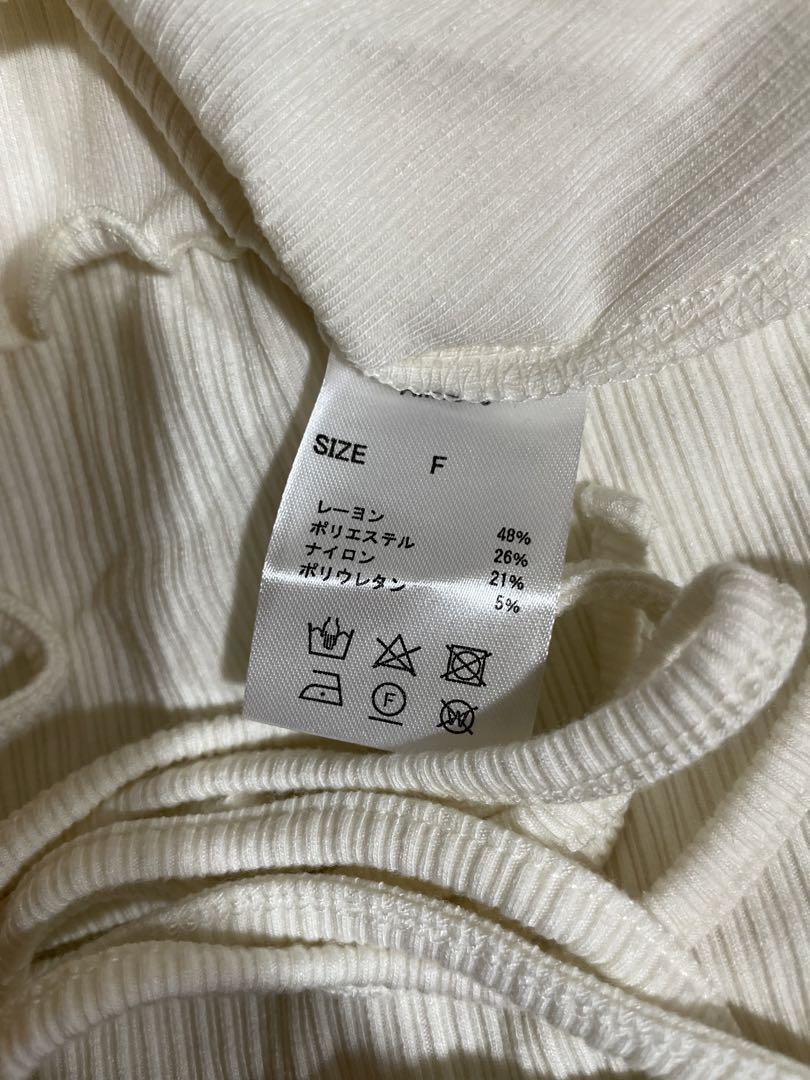 SIZE F
レーヨン 48%
ポリエステル 26%
ナイロン 21%
ポリウレタン 5%
F
W